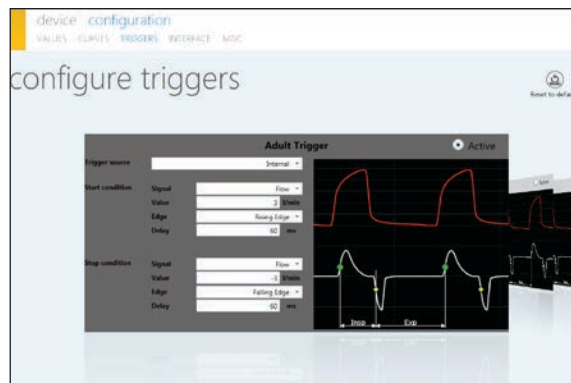 device configuration
VALUES CURVES TRIGGERS INTERFACE MISC
configure triggers
Reset to defau
Adult Trigger
Active
Trigger source Internal
Start condition Signal Flow
Value 3 l/min
Edge Rising Edge
Delay 60 ms
Stop condition Signal Flow
Value -3 l/min
Edge Falling Edge
Delay 60 ms
Insp Exp